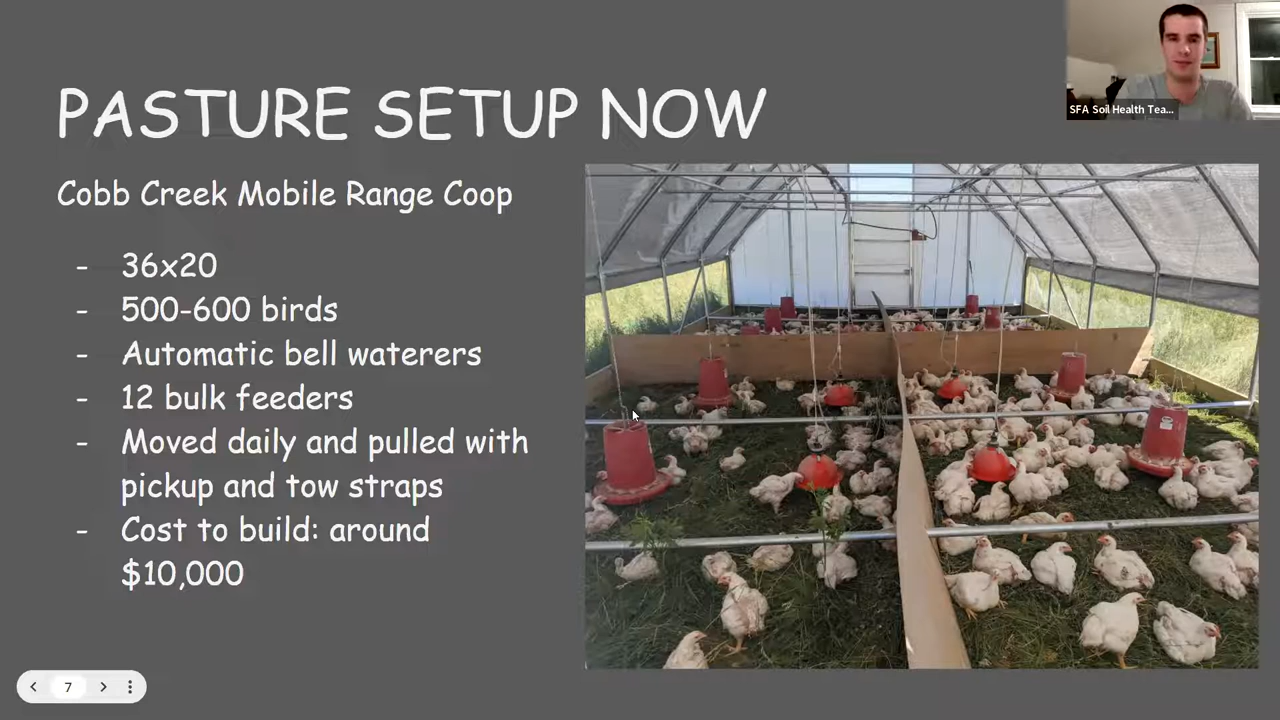 SFA Soil Health Tea...
PASTURE SETUP NOW
Cobb Creek Mobile Range Coop
- 36x20
- 500-600 birds
- Automatic bell waterers
- 12 bulk feeders
- Moved daily and pulled with
pickup and tow straps
- Cost to build: around
$10,000
7